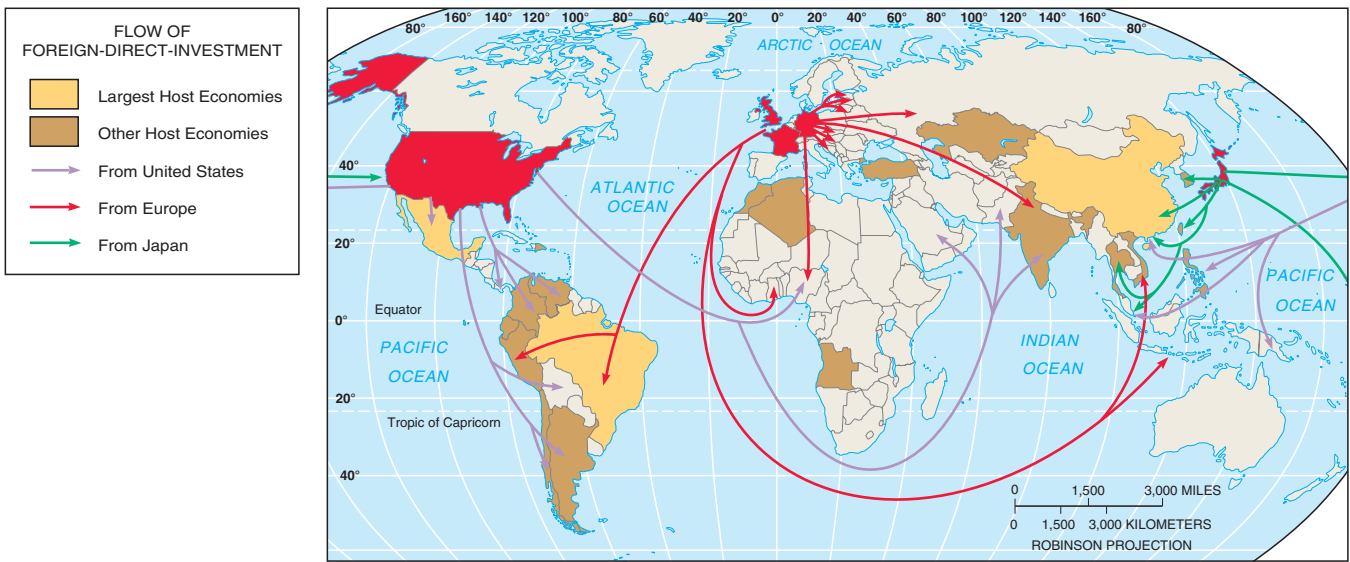 FLOW OF
FOREIGN-DIRECT-INVESTMENT
Largest Host Economies
Other Host Economies
From United States
From Europe
From Japan
80° 160° 140° 120° 100° 80° 60° 40° 20° 0° 20° 40° 60° 80° 100° 120° 140° 160° 80°
ARCTIC OCEAN
40°
ATLANTIC
OCEAN
20°
PACIFIC
OCEAN
Equator
0°
PACIFIC
OCEAN
INDIAN
OCEAN
20°
Tropic of Capricorn
40°
0 1,500 3,000 MILES
0 1,500 3,000 KILOMETERS
ROBINSON PROJECTION